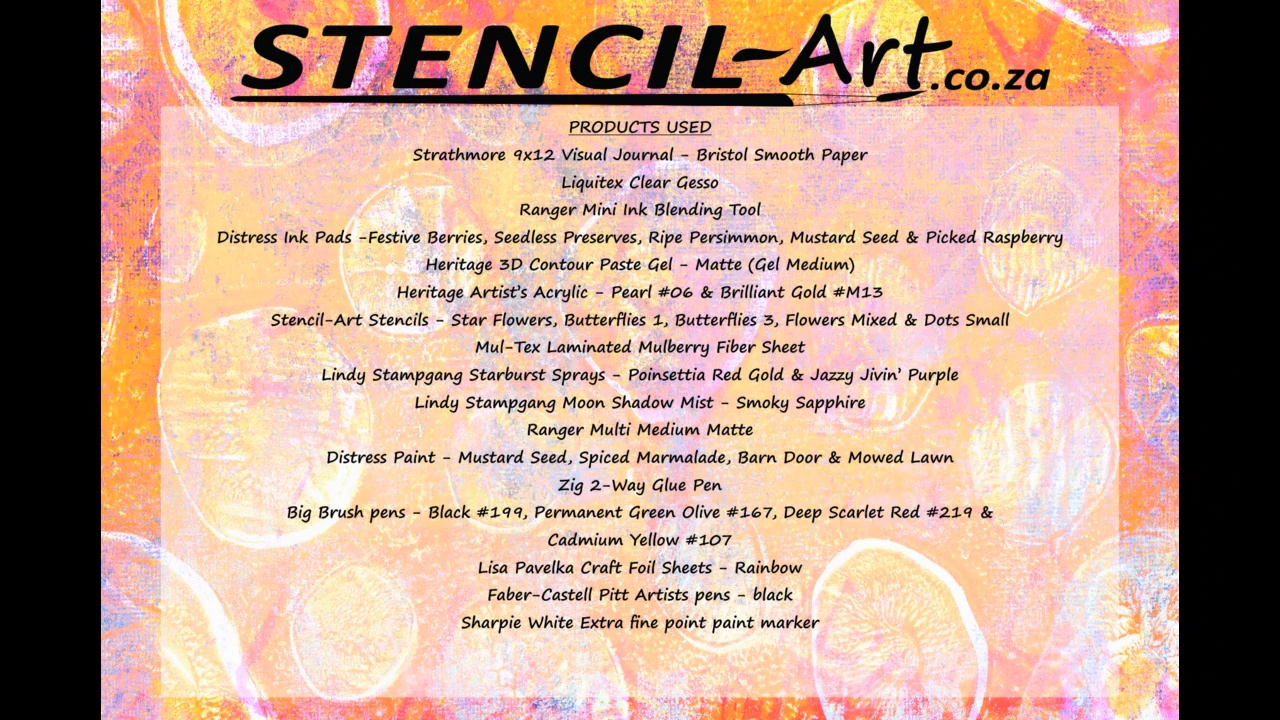 STENCIL-Art.co.za
PRODUCTS USED
Strathmore 9x12 Visual Journal - Bristol Smooth Paper
Liquitex Clear Gesso
Ranger Mini Ink Blending Tool
Distress Ink Pads -Festive Berries, Seedless Preserves, Ripe Persimmon, Mustard Seed & Picked Raspberry
Heritage 3D Contour Paste Gel - Matte (Gel Medium)
Heritage Artist's Acrylic - Pearl #06 & Brilliant Gold #M13
Stencil-Art Stencils - Star Flowers, Butterflies 1, Butterflies 3, Flowers Mixed & Dots Small
Mul-Tex Laminated Mulberry Fiber Sheet
Lindy Stampgang Starburst Sprays - Poinsettia Red Gold & Jazzy Jivin' Purple
Lindy Stampgang Moon Shadow Mist - Smoky Sapphire
Ranger Multi Medium Matte
Distress Paint - Mustard Seed, Spiced Marmalade, Barn Door & Mowed Lawn
Zig 2-Way Glue Pen
Big Brush pens - Black #199, Permanent Green Olive #167, Deep Scarlet Red #219 &
Cadmium Yellow #107
Lisa Pavelka Craft Foil Sheets - Rainbow
Faber-Castell Pitt Artists pens - black
Sharpie White Extra fine point paint marker